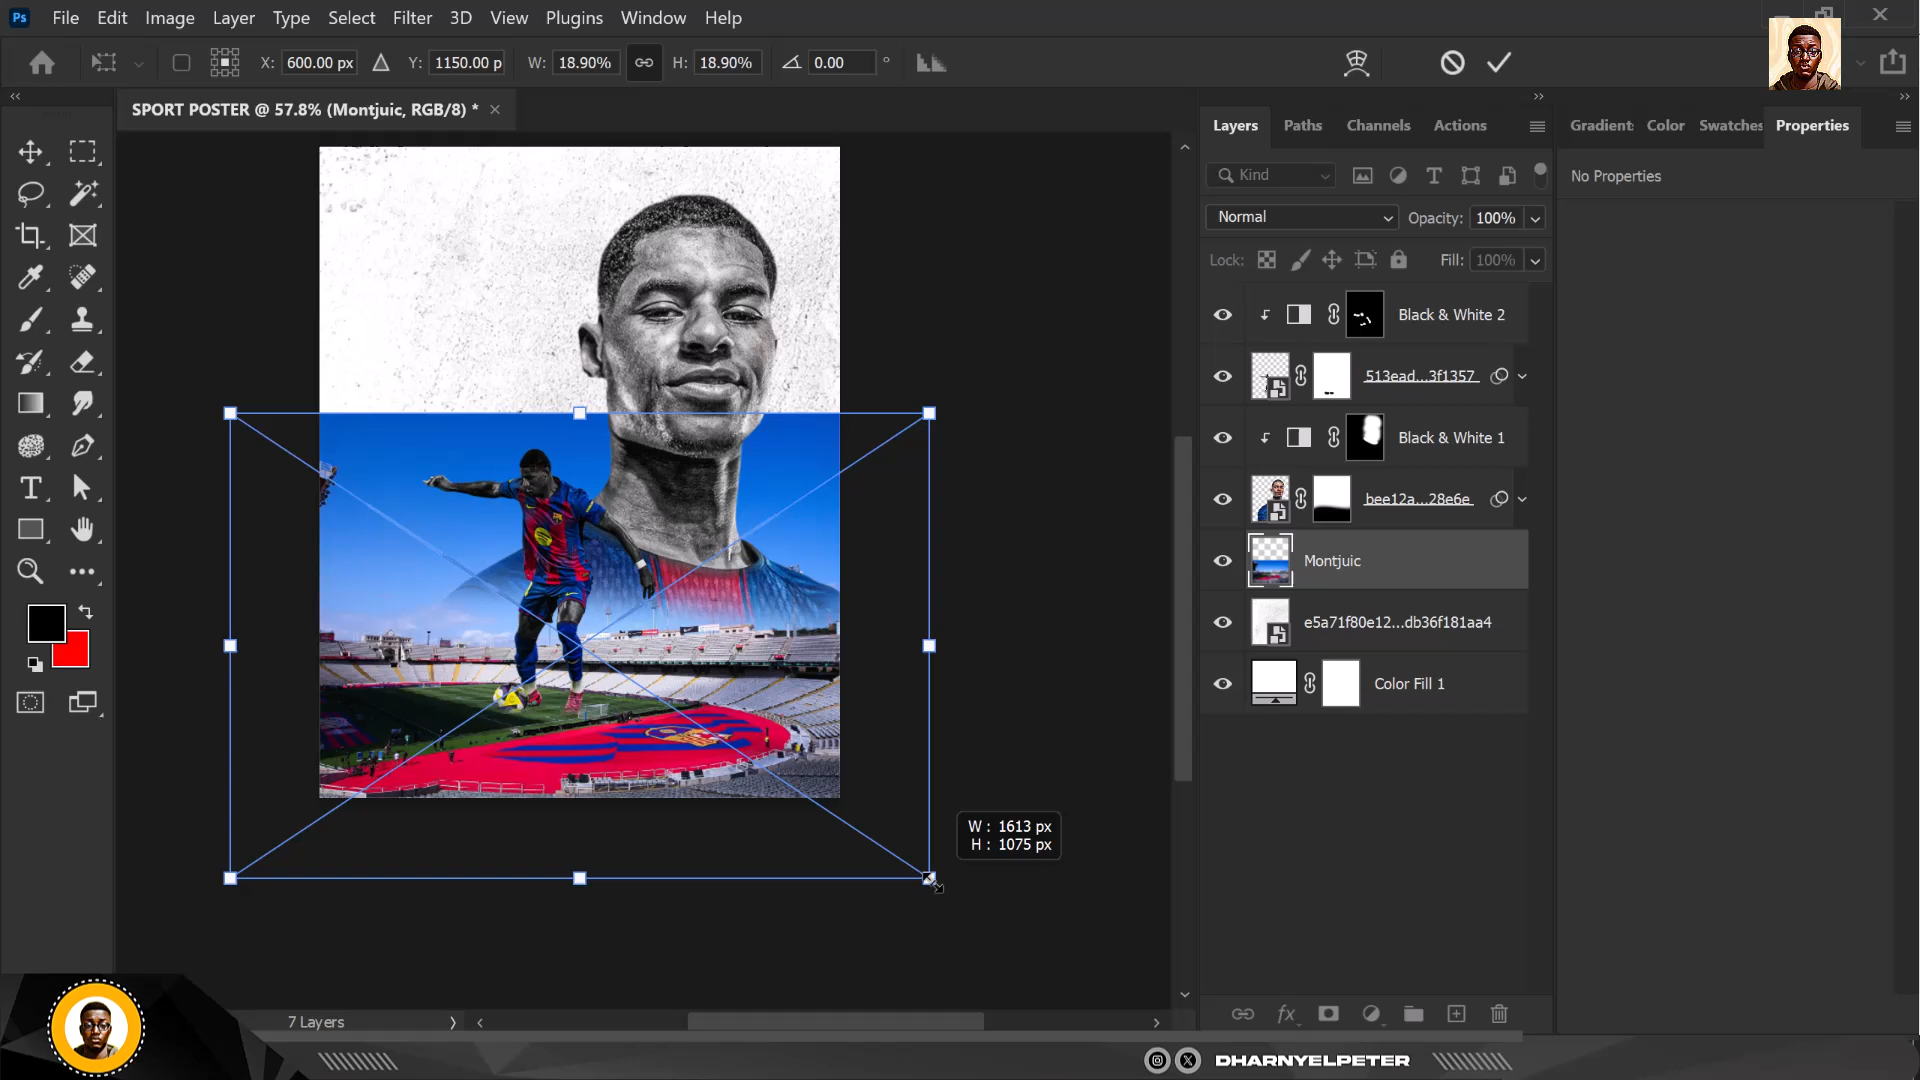 Ps File Edit Image Layer Type Select Filter 3D View Plugins Window Help
X: 600.00 px Y: 1150.00 p W: 18.90% H: 18.90% 0.00 °
SPORT POSTER @ 57.8% (Montjuic, RGB/8) * ×
Layers Paths Channels Actions
Gradient Color Swatches Properties
Kind
No Properties
Normal Opacity: 100%
Lock: Fill: 100%
Black & White 2
513ead...3f1357
Black & White 1
bee12a...28e6e
Montjuic
e5a71f80e12...db36f181aa4
Color Fill 1
W : 1613 px
H : 1075 px
7 Layers
fx
DHARNYELPETER